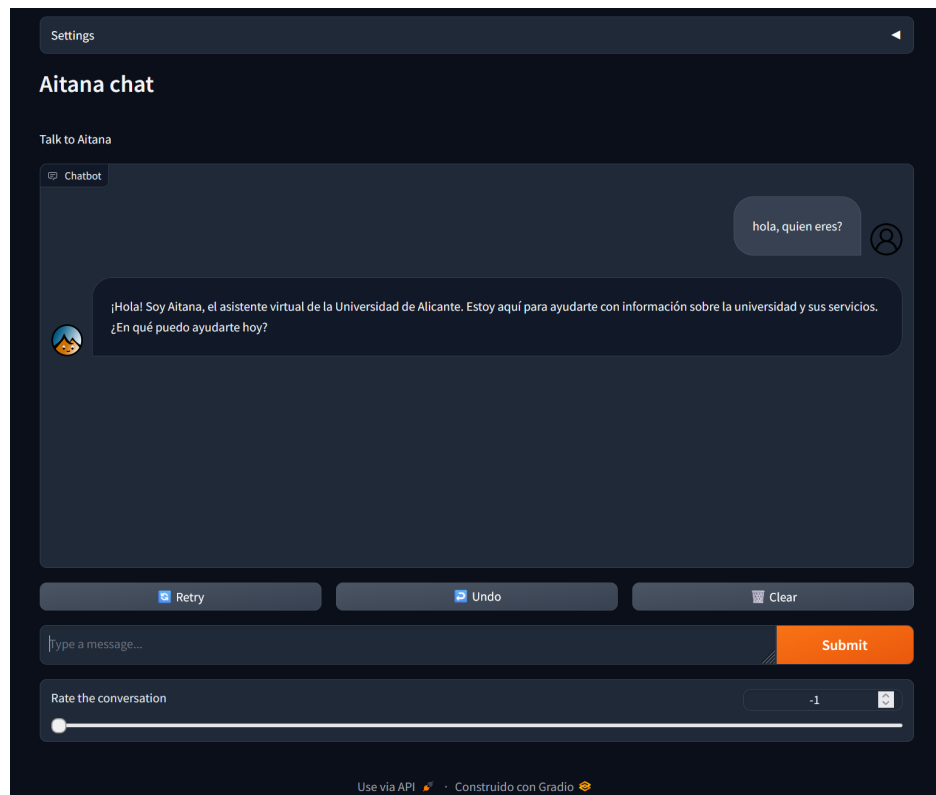 Settings
Aitana chat
Talk to Aitana
Chatbot
hola, quien eres?
¡Hola! Soy Aitana, el asistente virtual de la Universidad de Alicante. Estoy aquí para ayudarte con información sobre la universidad y sus servicios.
¿En qué puedo ayudarte hoy?
Retry
Undo
Clear
Type a message...
Submit
Rate the conversation
-1
Use via API · Construido con Gradio